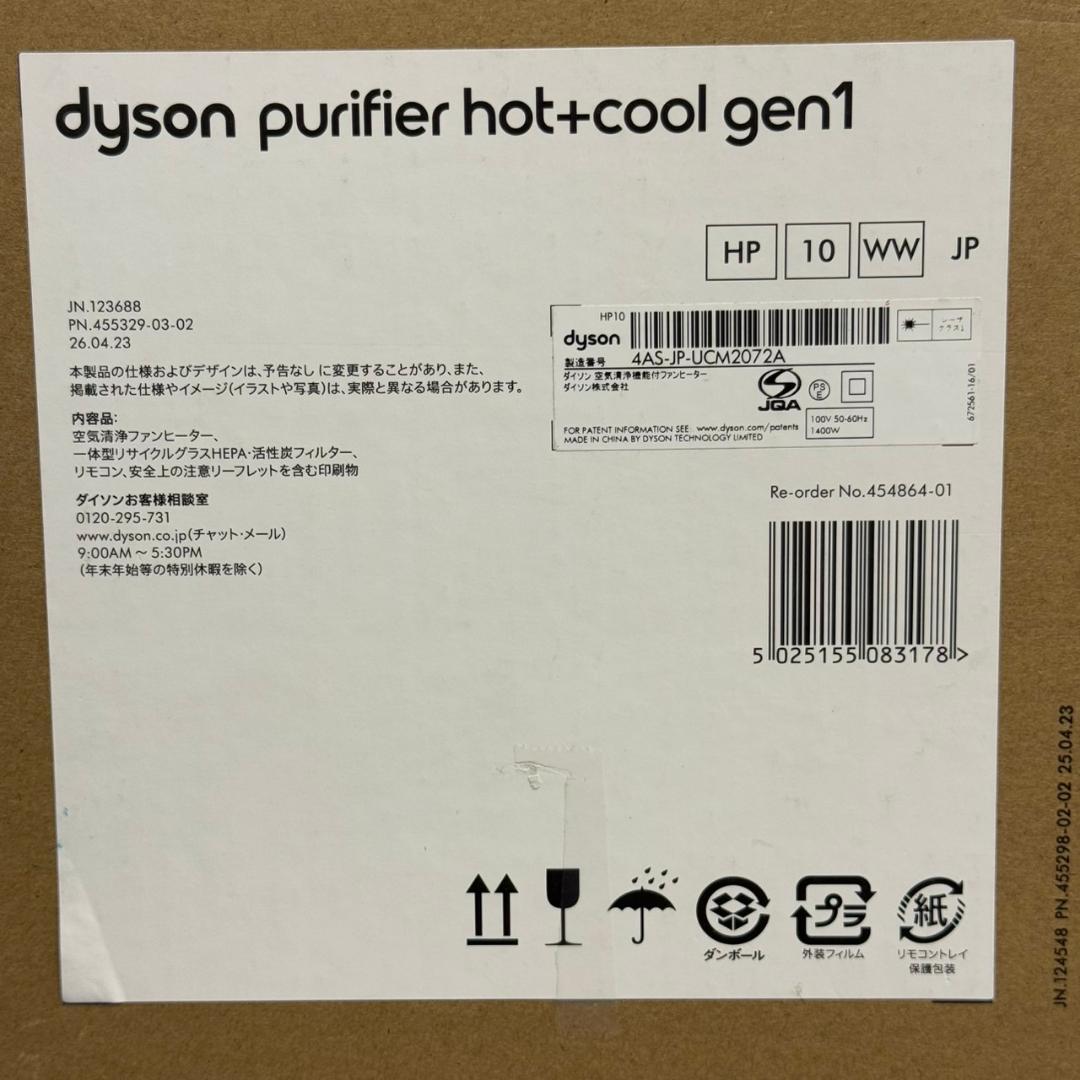 dyson purifier hot+cool gen1
HP 10 WW JP
JN.123688
PN.455329-03-02
26.04.23
本製品の仕様およびデザインは、予告なしに変更することがあり、また、
掲載された仕様やイメージ(イラストや写真)は、実際と異なる場合があります。
内容品:
空気清浄ファンヒーター、
一体型リサイクルグラスHEPA・活性炭フィルター、
リモコン、安全上の注意リーフレットを含む印刷物
ダイソンお客様相談室
0120-295-731
www.dyson.co.jp(チャット・メール)
9:00AM ~ 5:30PM
(年末年始等の特別休暇を除く)
HP10
dyson
製造番号 4AS-JP-UCM2072A
ダイソン 空気清浄機能付ファンヒーター
ダイソン株式会社
JQA
PS
E
100V 50-60Hz
1400W
FOR PATENT INFORMATION SEE: www.dyson.com/patents
MADE IN CHINA BY DYSON TECHNOLOGY LIMITED
レーザ
クラス1
672561-16/01
Re-order No.454864-01
5 025155 083178 >
プラ
紙
ダンボール
外装フィルム
リモコントレイ
保護包装
JN.124548 PN.455298-02-02 25.04.23